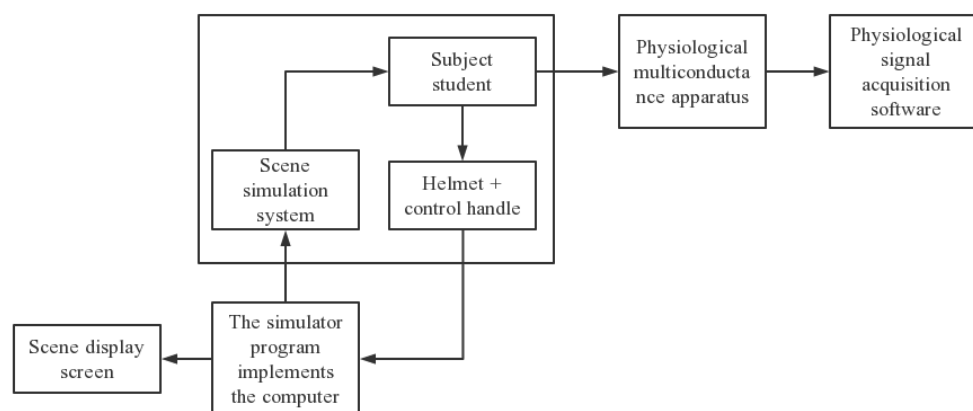 Subject
student
Physiological
multiconducta
nce apparatus
Physiological
signal
acquisition
software
Scene
simulation
system
Helmet +
control handle
The simulator
program
implements
the computer
Scene display
screen